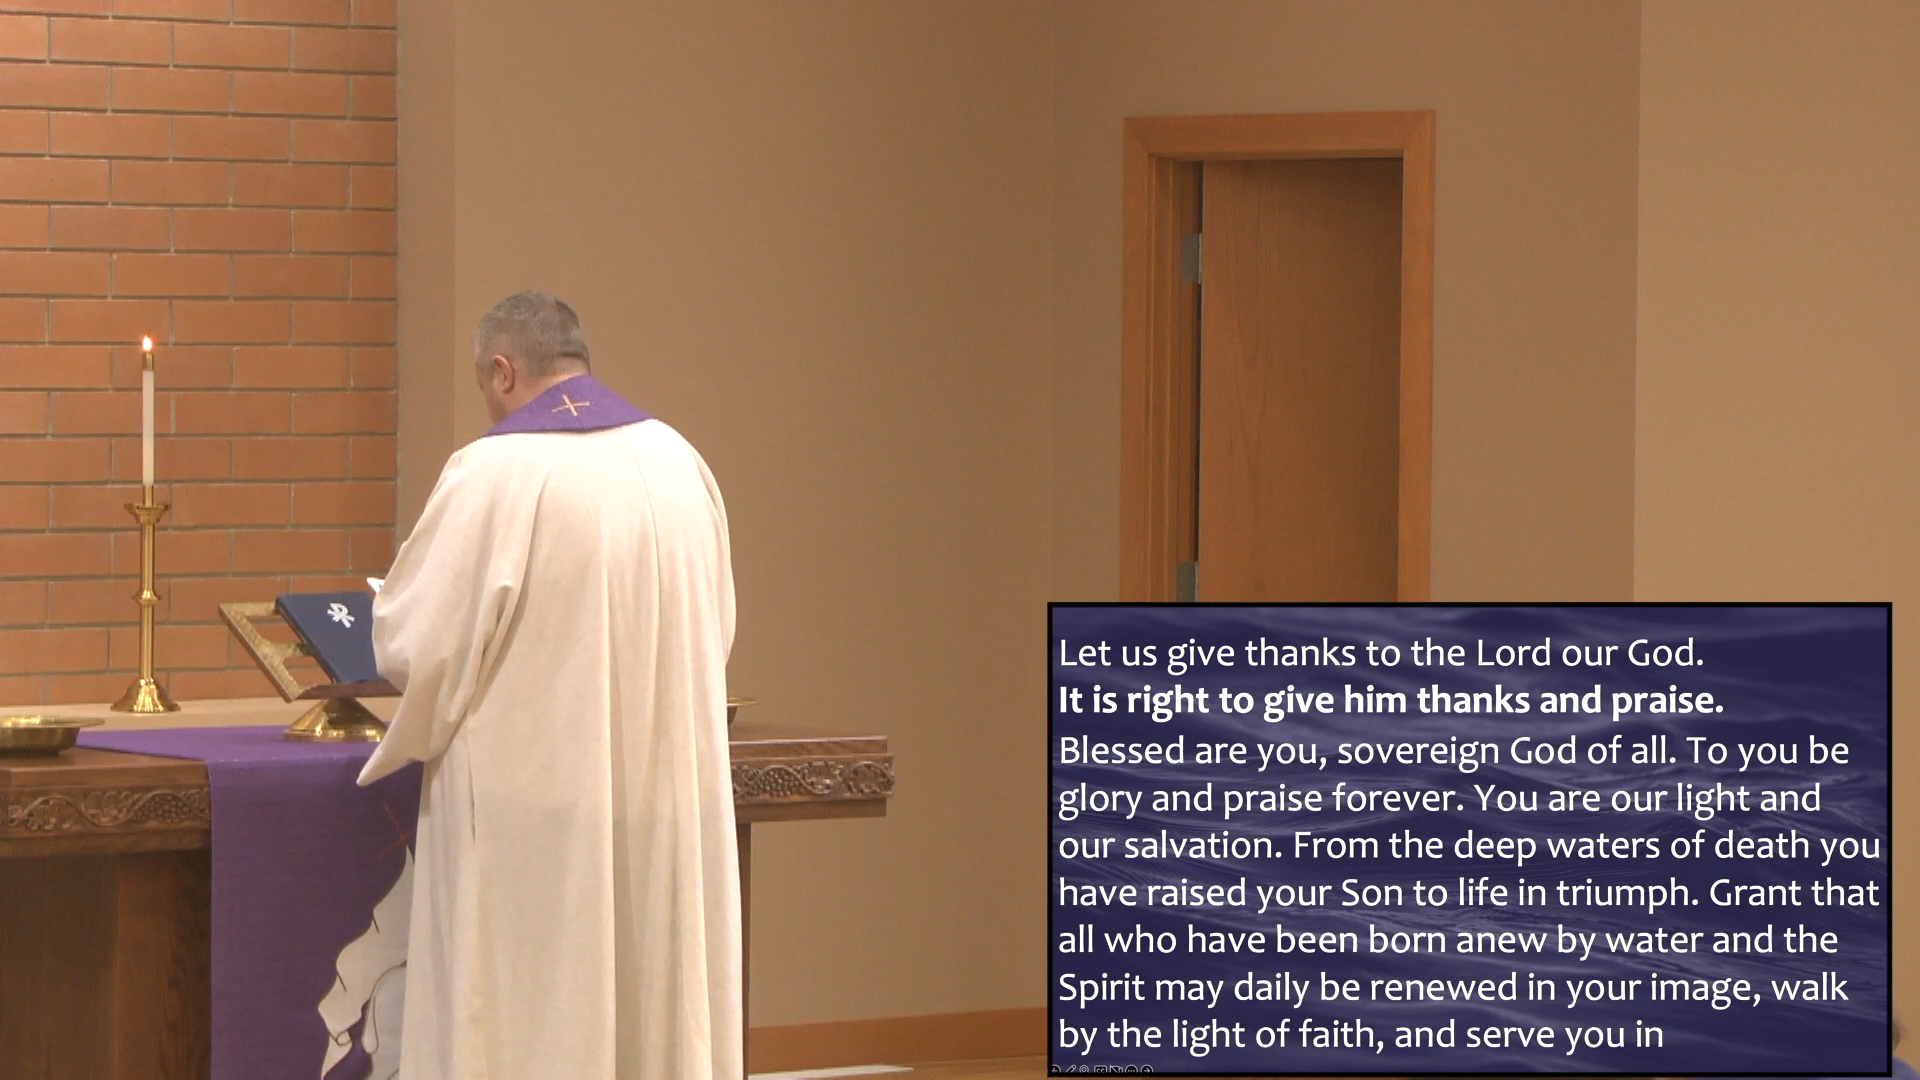 Let us give thanks to the Lord our God.
It is right to give him thanks and praise.
Blessed are you, sovereign God of all. To you be
glory and praise forever. You are our light and
our salvation. From the deep waters of death you
have raised your Son to life in triumph. Grant that
all who have been born anew by water and the
Spirit may daily be renewed in your image, walk
by the light of faith, and serve you in